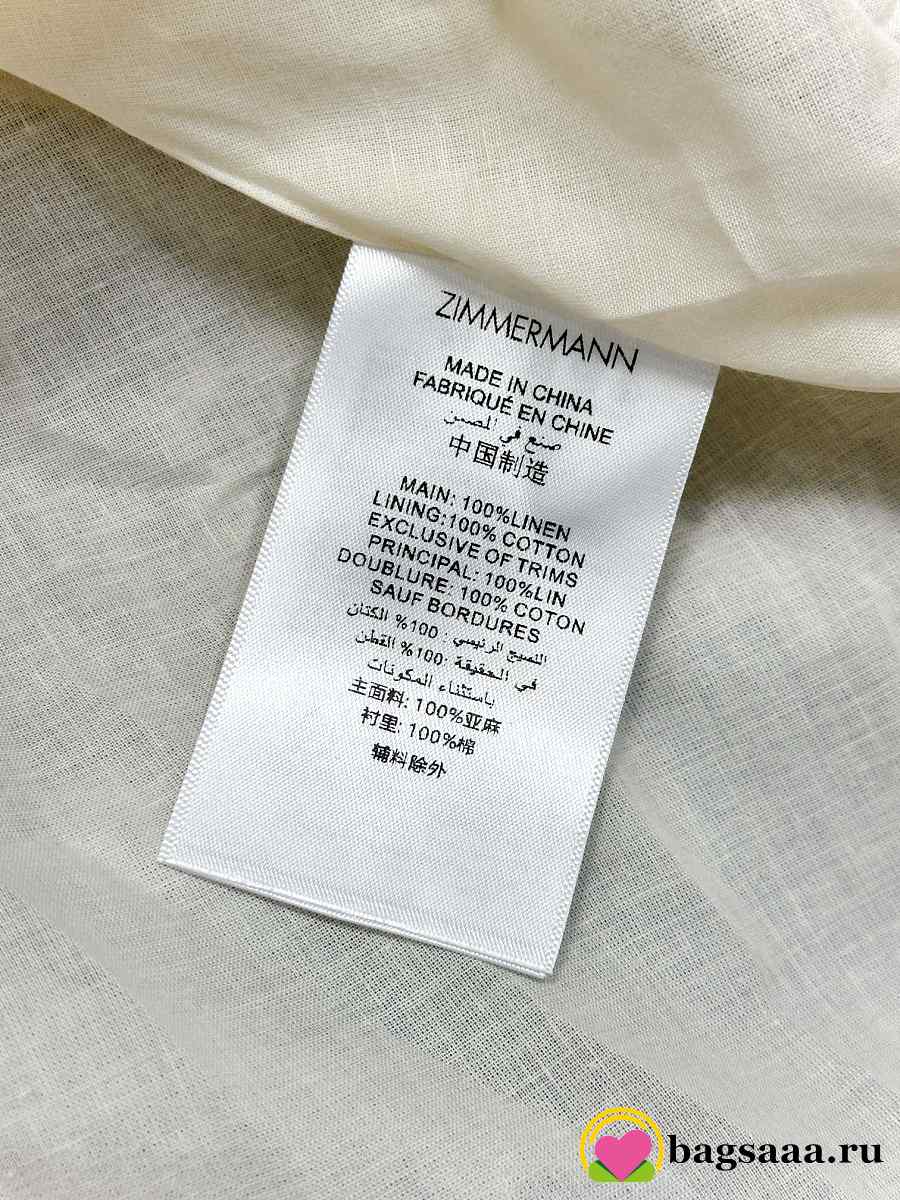 ZIMMERMANN
MADE IN CHINA
FABRIQUÉ EN CHINE
صنع في الصين
中国制造
MAIN: 100%LINEN
LINING:100% COTTON
EXCLUSIVE OF TRIMS
PRINCIPAL: 100%LIN
DOUBLURE: 100% COTON
SAUF BORDURES
النسيج الرئيسي : 100% الكتان
في الحقيقة :100% القطن
باستثناء المكونات
主面料: 100%亚麻
衬里: 100%棉
辅料除外
bagsaaa.ru